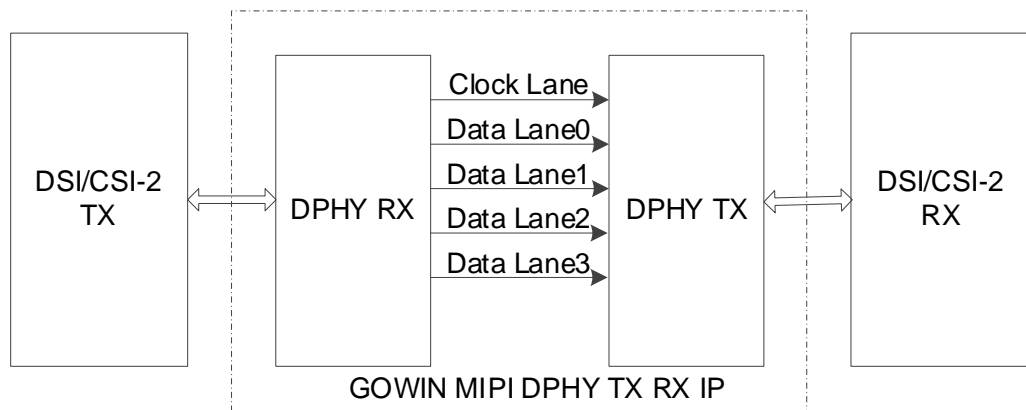 DSI/CSI-2
TX
DPHY RX
Clock Lane
Data Lane0
Data Lane1
Data Lane2
Data Lane3
DPHY TX
DSI/CSI-2
RX
GOWIN MIPI DPHY TX RX IP